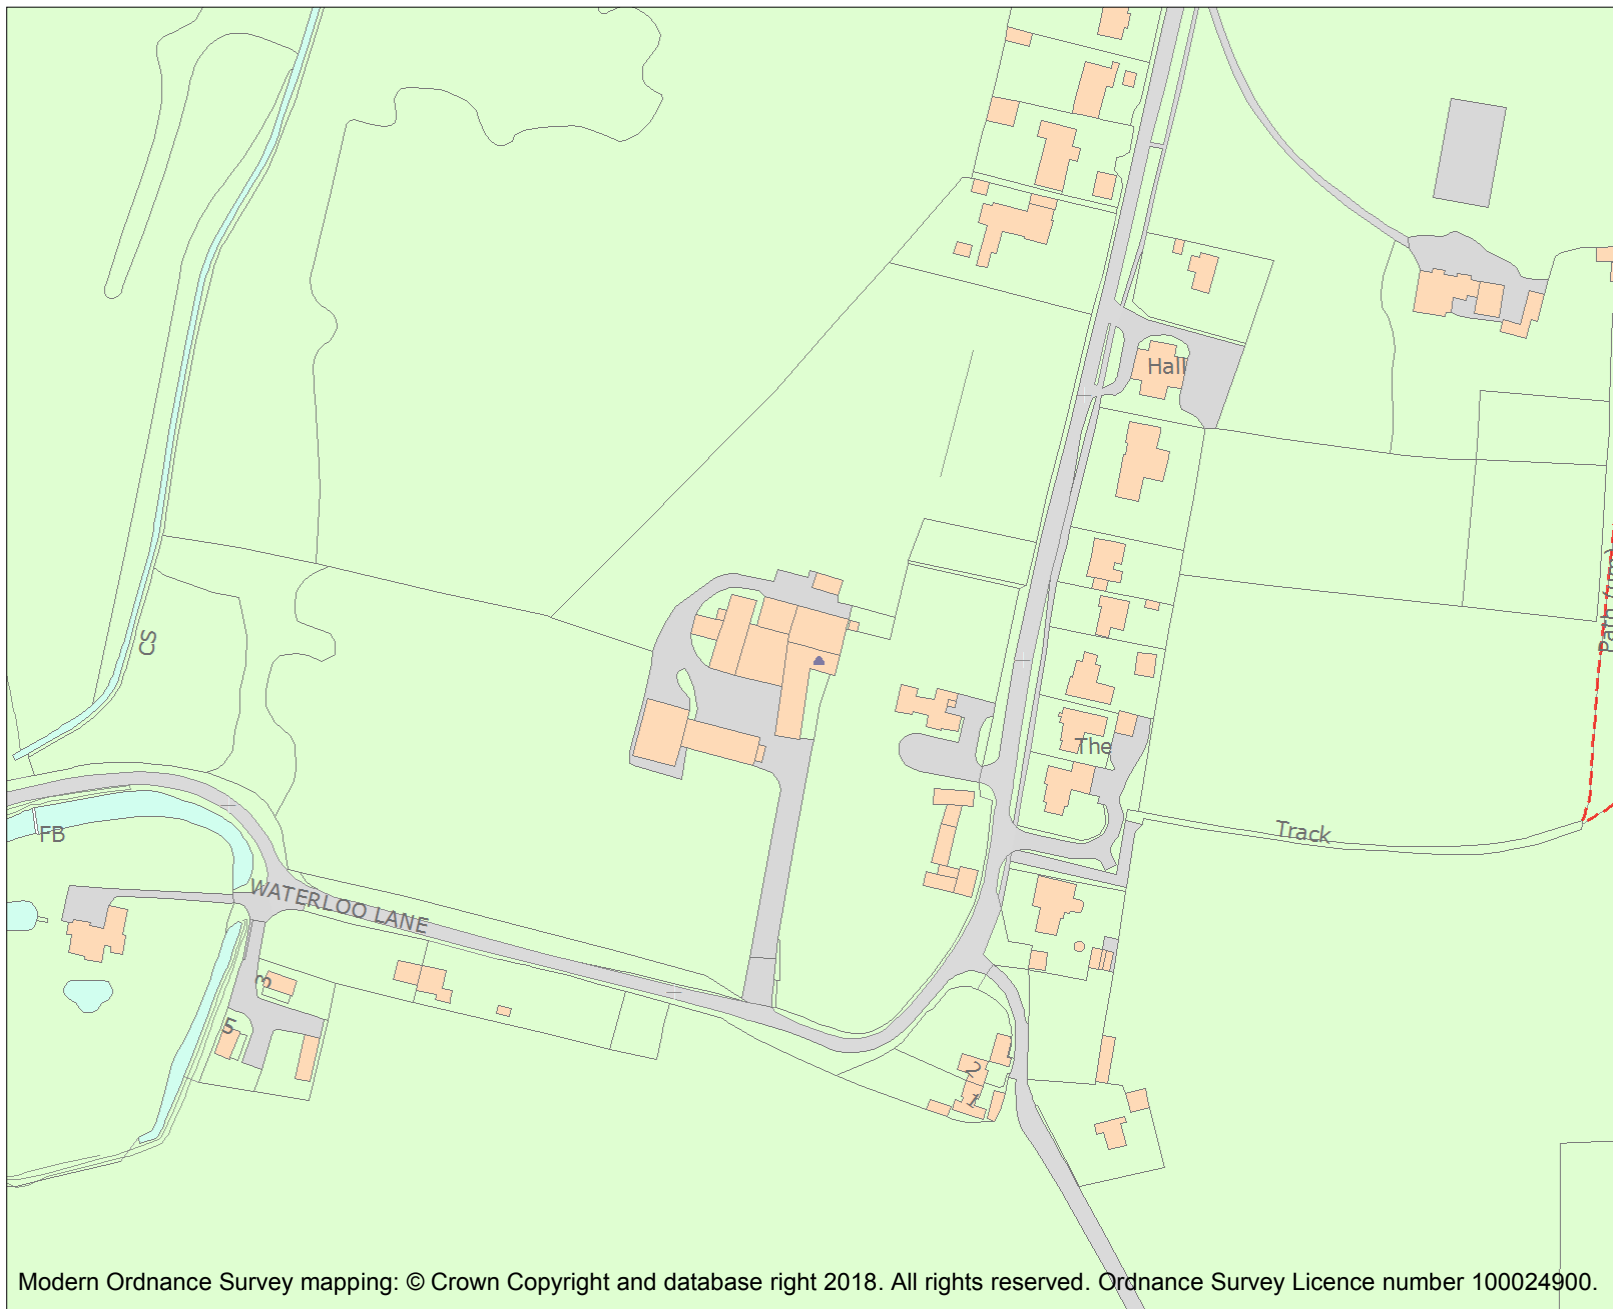 Hall
Path (um)
CS
The
Track
FB
WATERLOO LANE
3
5
2
1
Modern Ordnance Survey mapping: © Crown Copyright and database right 2018. All rights reserved. Ordnance Survey Licence number 100024900.